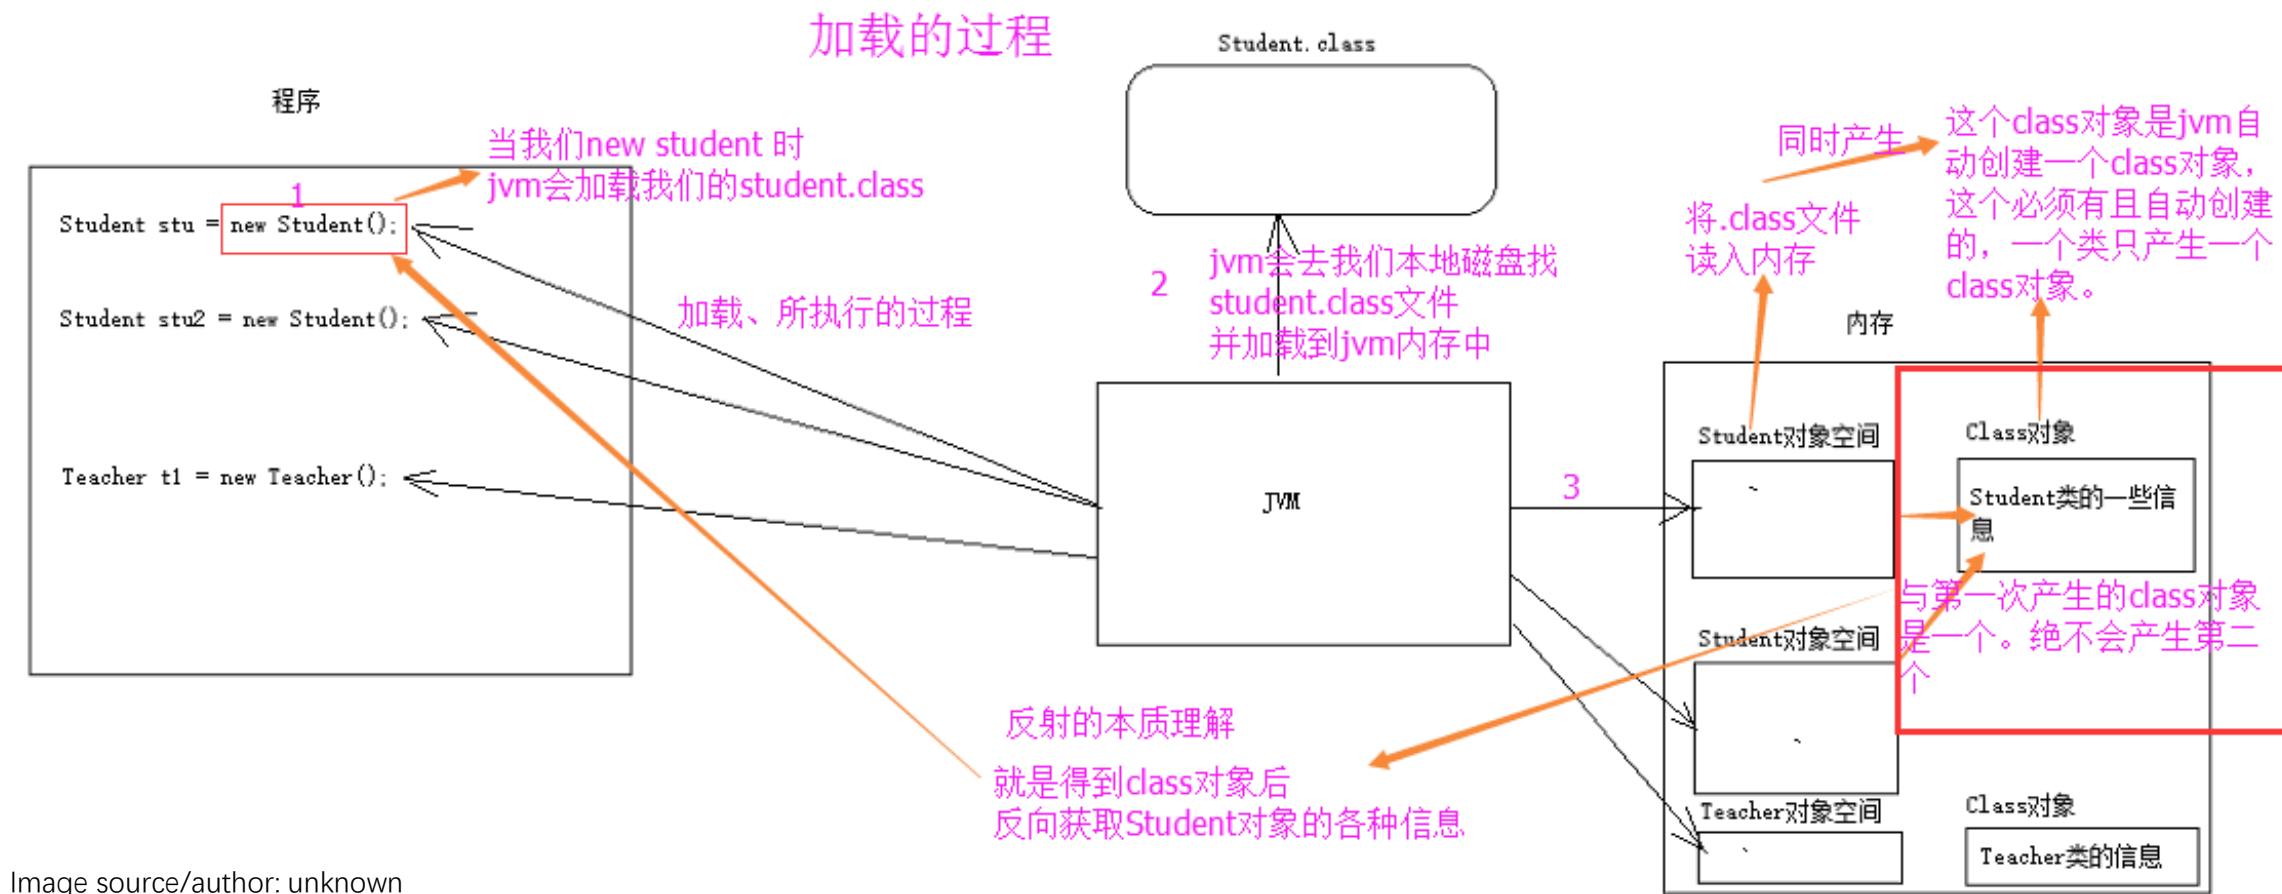 加载的过程
Student.class
程序
当我们new student 时
jvm会加载我们的student.class
1
Student stu = new Student();
Student stu2 = new Student();
Teacher t1 = new Teacher();
加载、所执行的过程
2
jvm会去我们本地磁盘找
student.class文件
并加载到jvm内存中
JVM
3
同时产生
这个class对象是jvm自
动创建一个class对象，
这个必须有且自动创建
的，一个类只产生一个
class对象。
将.class文件
读入内存
内存
Student对象空间
Class对象
Student类的一些信
息
与第一次产生的class对象
是一个。绝不会产生第二
个
Student对象空间
Teacher对象空间
Class对象
Teacher类的信息
反射的本质理解
就是得到class对象后
反向获取Student对象的各种信息
Image source/author: unknown